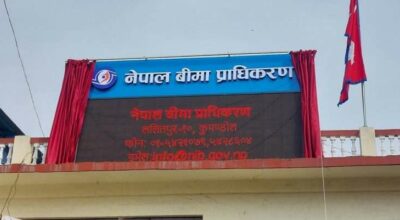 नेपाल बीमा प्राधिकरण
नेपाल बीमा प्राधिकरण
ललितपुर-१०, कुपण्डोल
फोन: